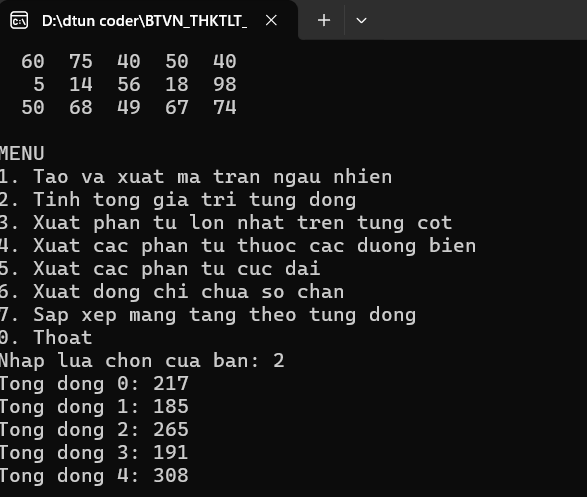 D:\dtun coder\BTVN_THKTLT_
60 75 40 50 40
5 14 56 18 98
50 68 49 67 74
MENU
1. Tao va xuat ma tran ngau nhien
2. Tinh tong gia tri tung dong
3. Xuat phan tu lon nhat tren tung cot
4. Xuat cac phan tu thuoc cac duong bien
5. Xuat cac phan tu cuc dai
6. Xuat dong chi chua so chan
7. Sap xep mang tang theo tung dong
0. Thoat
Nhap lua chon cua ban: 2
Tong dong 0: 217
Tong dong 1: 185
Tong dong 2: 265
Tong dong 3: 191
Tong dong 4: 308